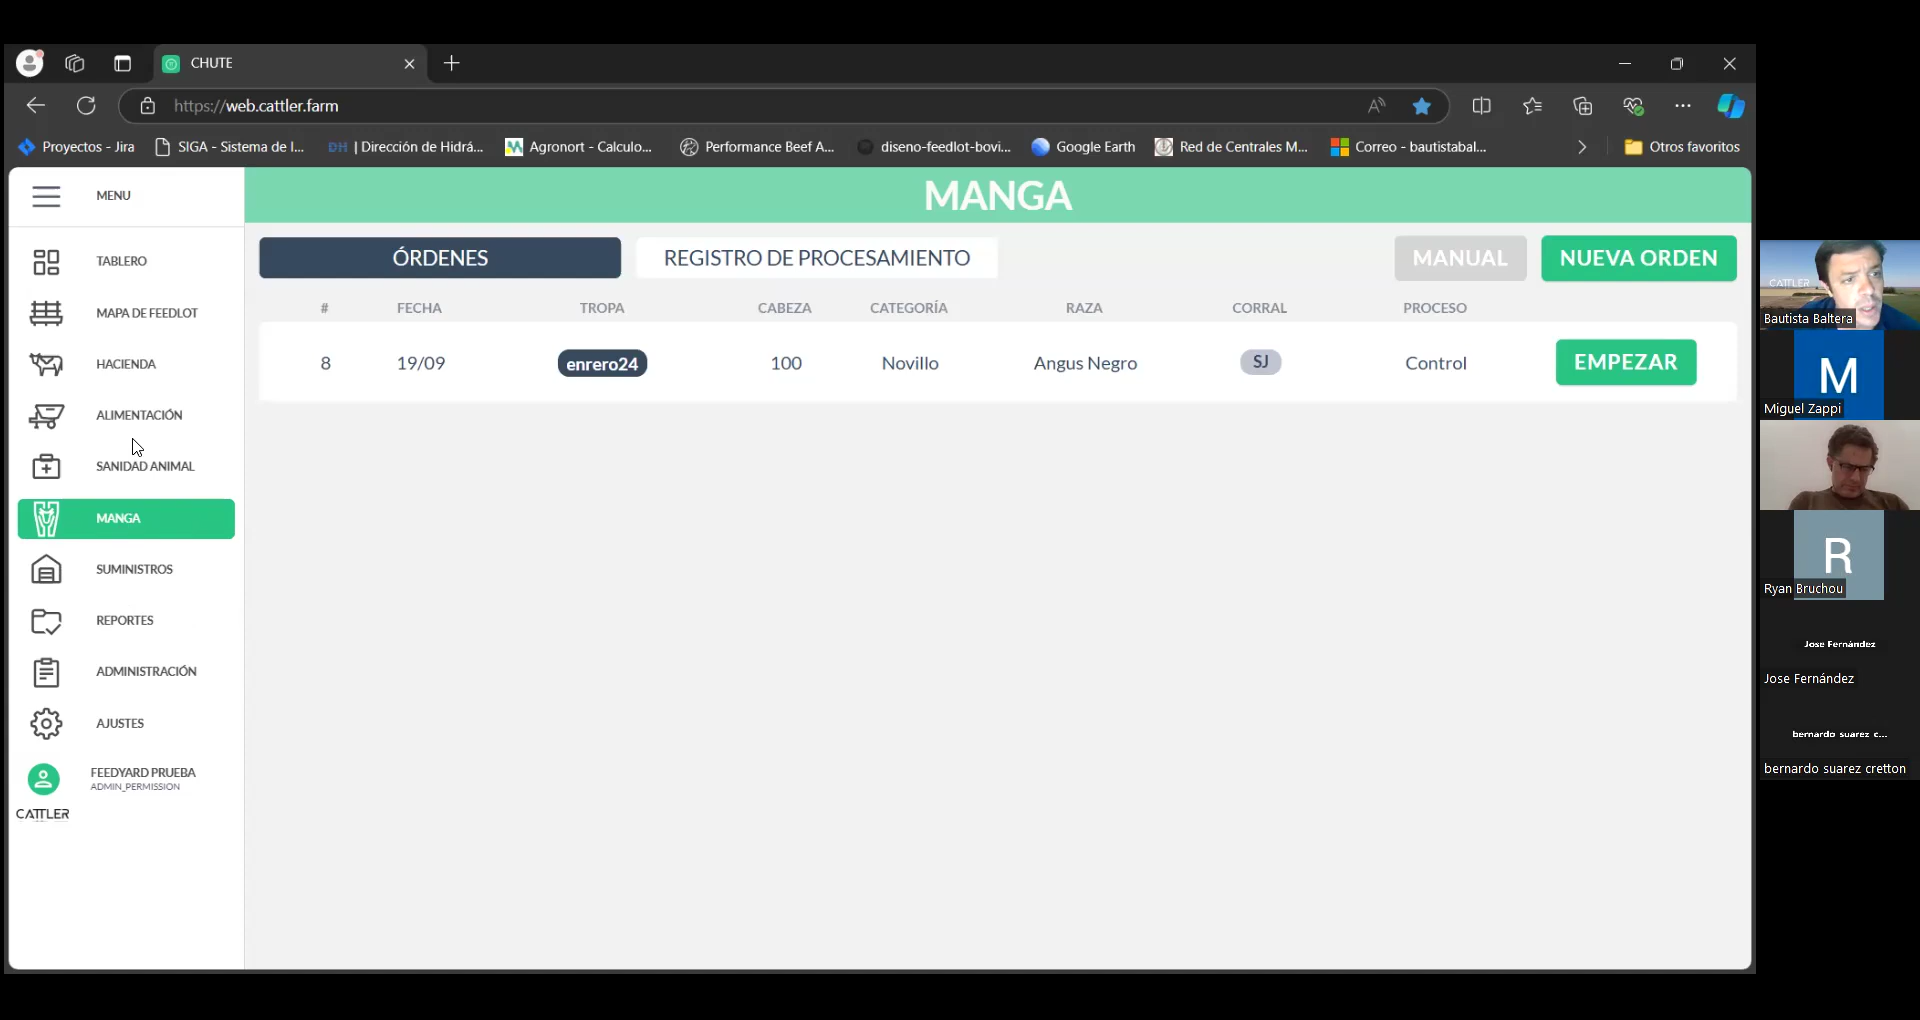 CHUTE
https://web.cattler.farm
Proyectos - Jira
SIGA - Sistema de I...
DH | Dirección de Hidrá...
Agronort - Calculo...
Performance Beef A...
diseno-feedlot-bovi...
Google Earth
Red de Centrales M...
Correo - bautistabal...
Otros favoritos
MENU
MANGA
TABLERO
MAPA DE FEEDLOT
HACIENDA
ALIMENTACIÓN
SANIDAD ANIMAL
MANGA
SUMINISTROS
REPORTES
ADMINISTRACIÓN
AJUSTES
FEEDYARD PRUEBA
ADMIN_PERMISSION
CATTLER
ÓRDENES
REGISTRO DE PROCESAMIENTO
MANUAL
NUEVA ORDEN
# FECHA TROPA CABEZA CATEGORÍA RAZA CORRAL PROCESO
8 19/09 enrero24 100 Novillo Angus Negro SJ Control EMPEZAR
CATTLER
Bautista Baltera
M
Miguel Zappi
R
Ryan Bruchou
Jose Fernández
Jose Fernández
bernardo suarez c...
bernardo suarez cretton